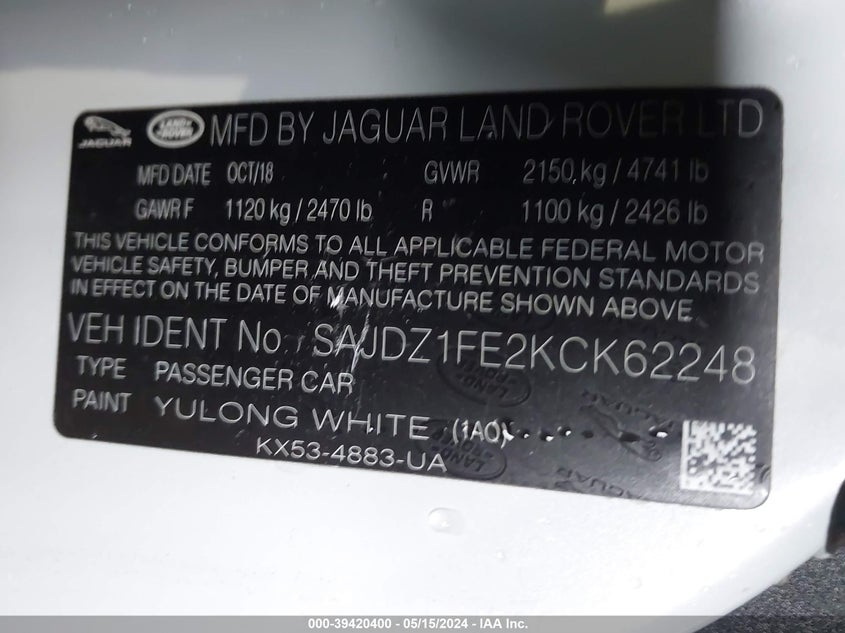 JAGUAR LAND ROVER MFD BY JAGUAR LAND ROVER LTD
MFD DATE OCT/18 GVWR 2150 kg / 4741 lb
GAWR F 1120 kg / 2470 lb R 1100 kg / 2426 lb
THIS VEHICLE CONFORMS TO ALL APPLICABLE FEDERAL MOTOR
VEHICLE SAFETY, BUMPER AND THEFT PREVENTION STANDARDS
IN EFFECT ON THE DATE OF MANUFACTURE SHOWN ABOVE
VEH IDENT No SAJDZ1FE2KCK62248
TYPE PASSENGER CAR
PAINT YULONG WHITE (1AO)
KX53-4883-UA
000-39420400 - 05/15/2024 - IAA Inc.